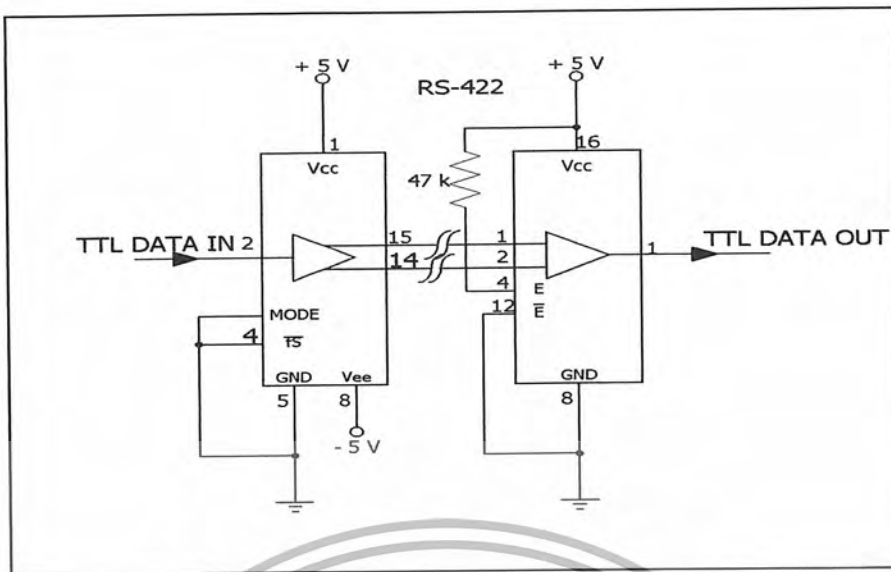 + 5 V
RS-422
+ 5 V
1
Vcc
16
Vcc
47 k
TTL DATA IN 2
15
14
1
2
1
TTL DATA OUT
4
E
12
E̅
MODE
4
T̅S̅
GND
Vee
5
8
- 5 V
GND
8